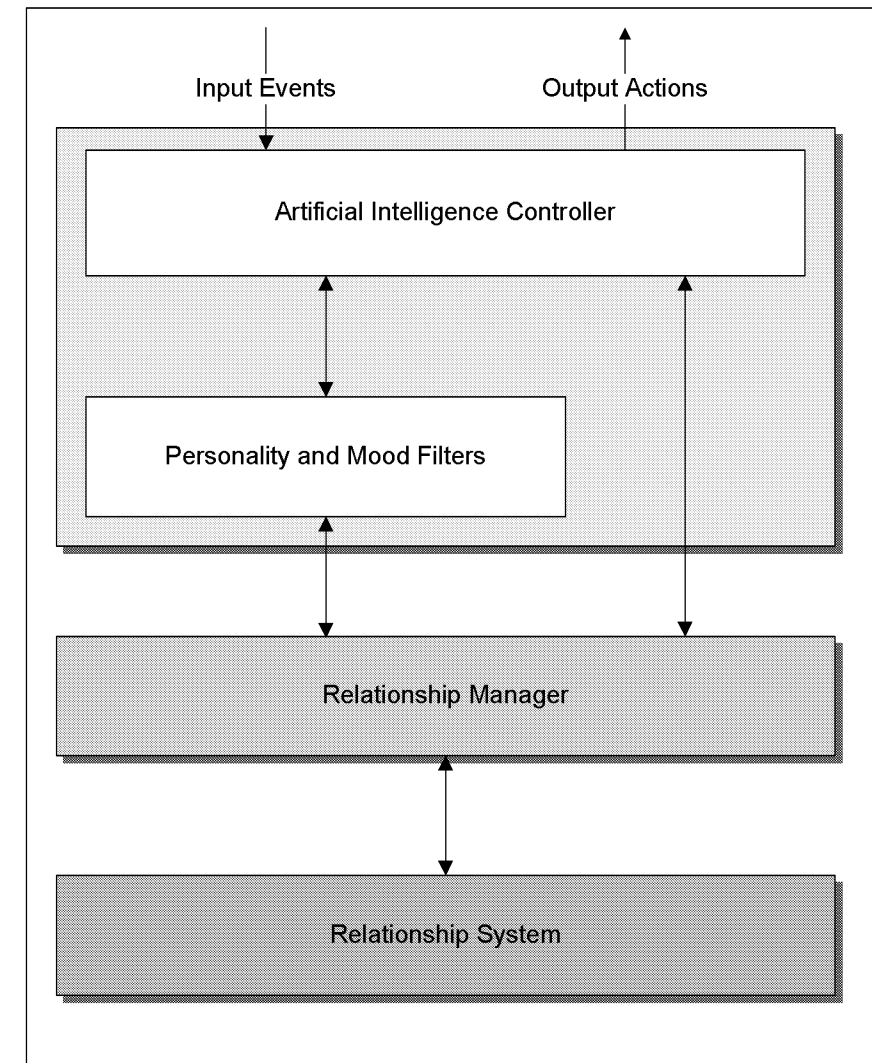 Input Events
Output Actions
Artificial Intelligence Controller
Personality and Mood Filters
Relationship Manager
Relationship System